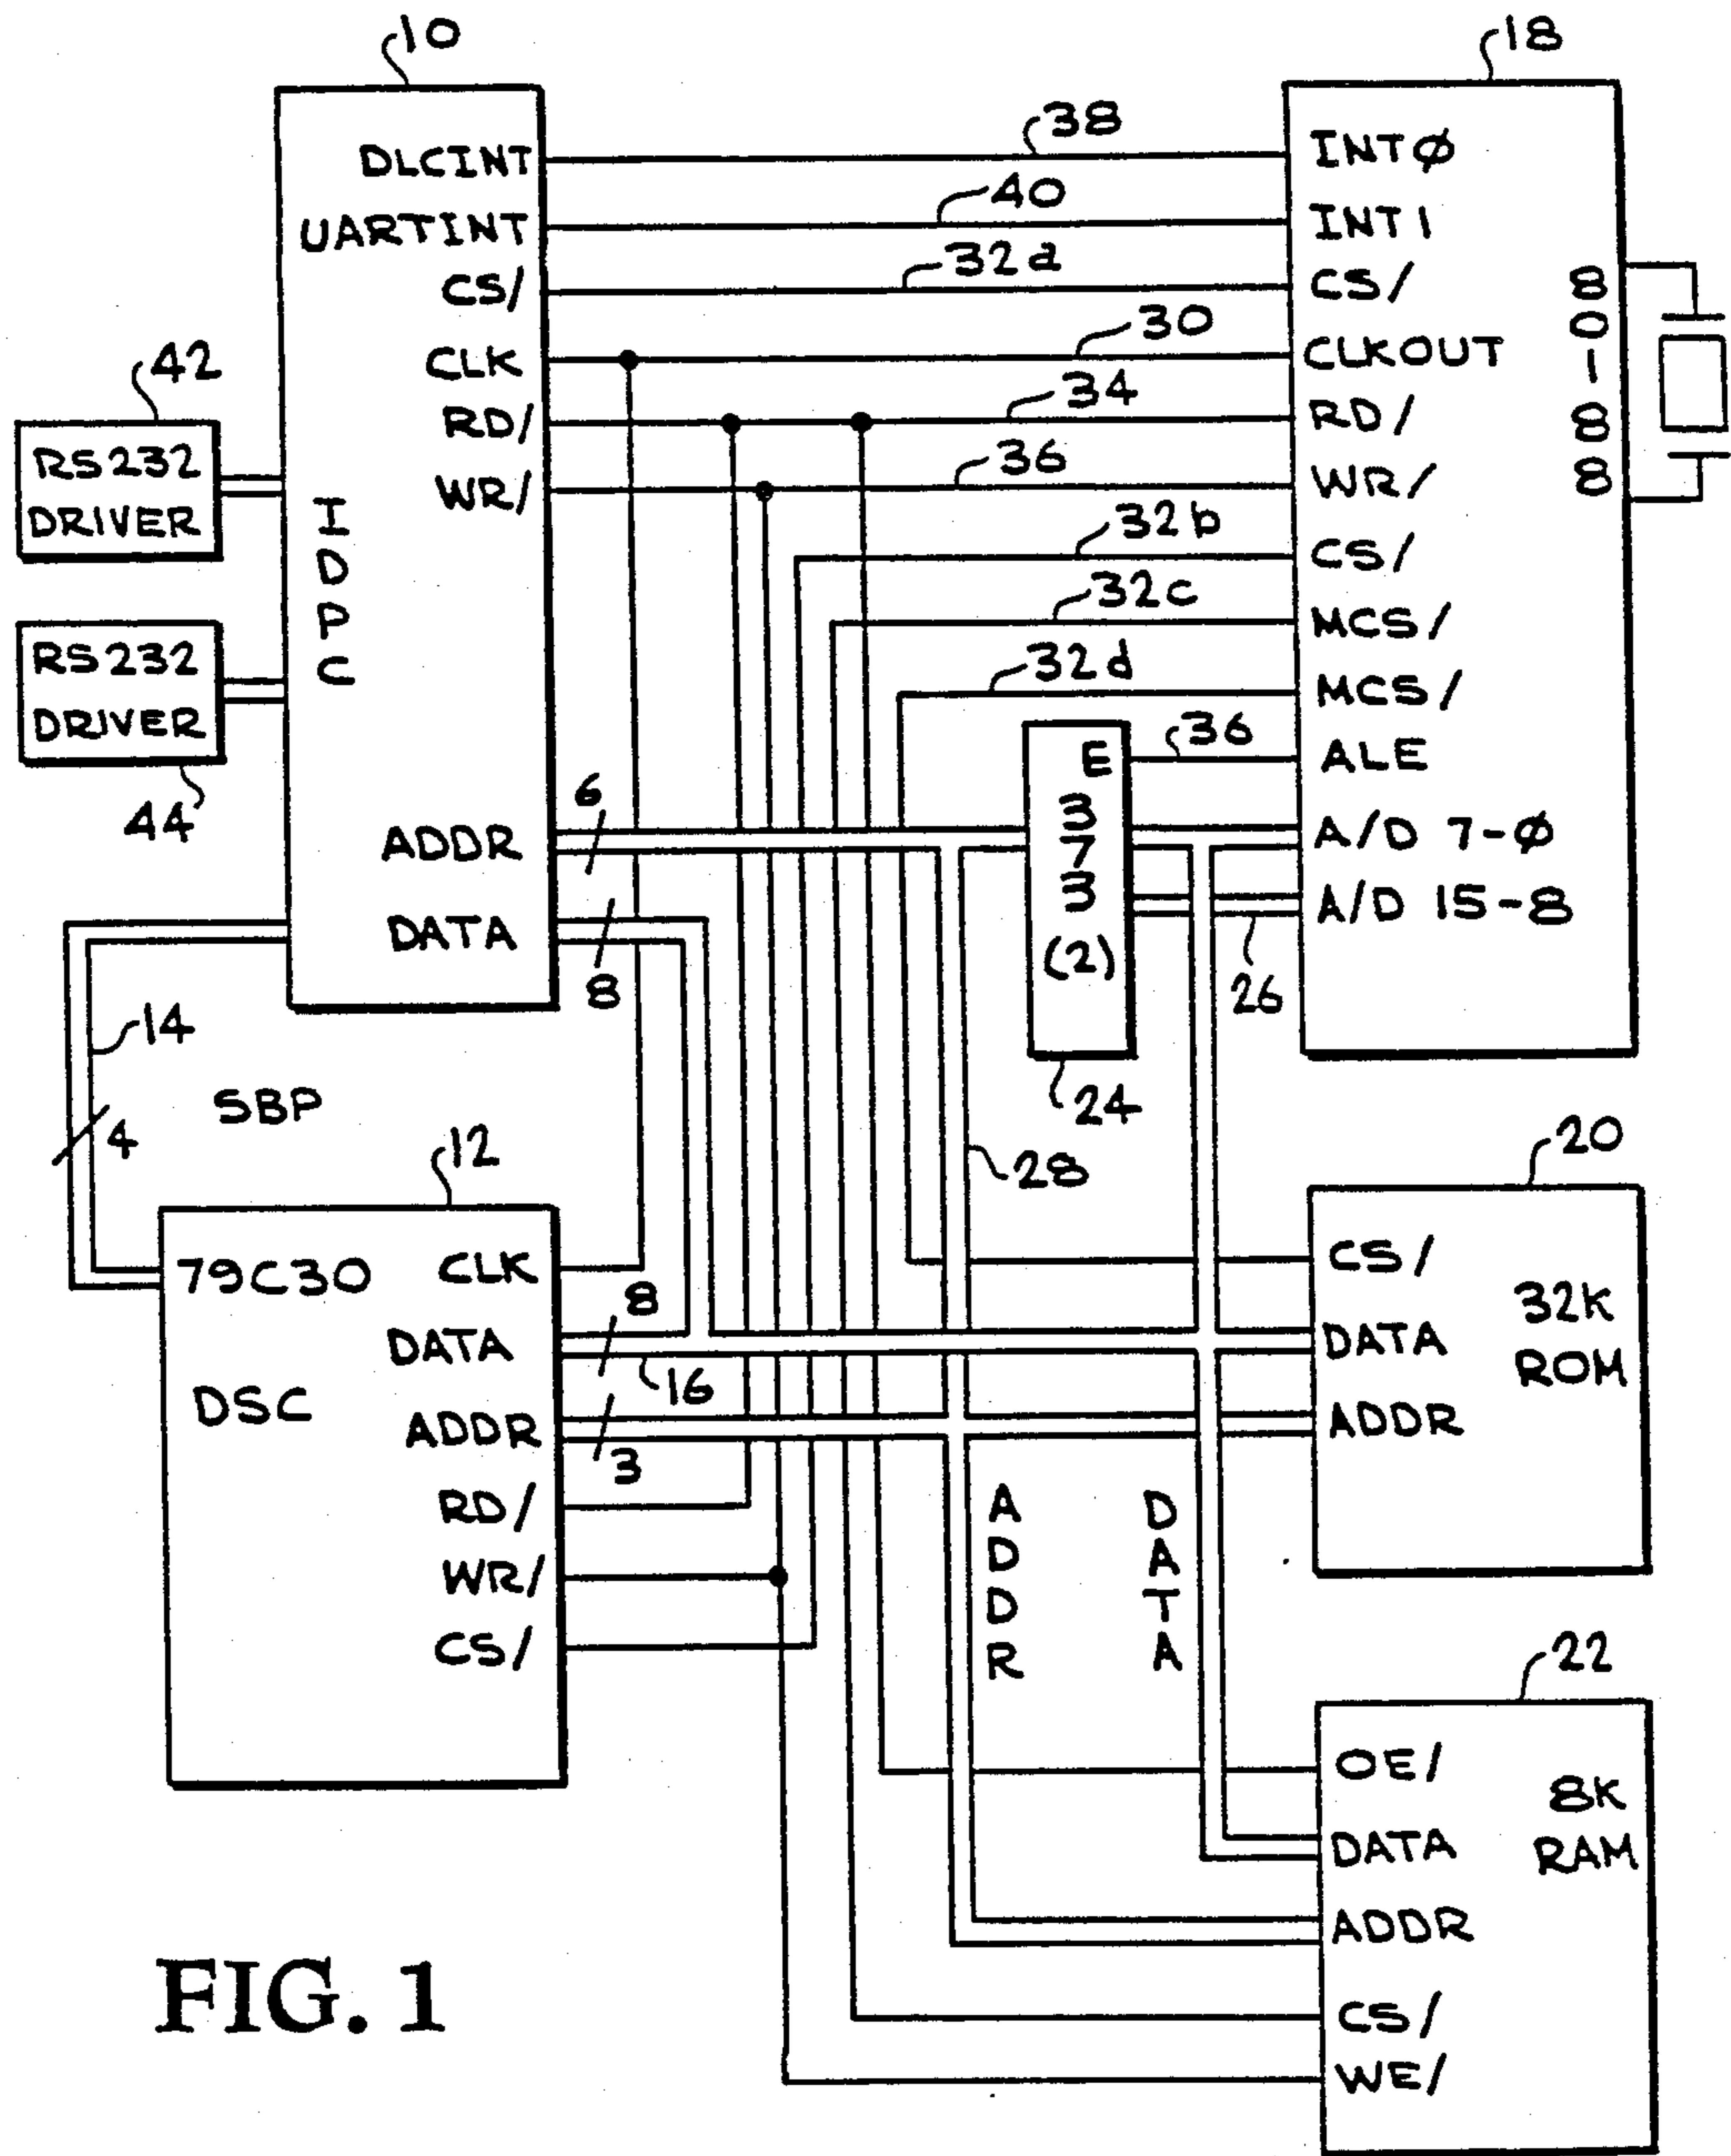 10
18
DLCINT
UARTINT
CS/
CLK
RD/
WR/
IDPC
ADDR
DATA
38
40
32a
30
34
36
32b
32c
32d
36
INTØ
INT1
CS/
CLKOUT
RD/
WR/
CS/
MCS/
MCS/
ALE
A/D 7-Ø
A/D 15-8
80188
42
RS232
DRIVER
RS232
DRIVER
44
6
8
8
E
373
(2)
24
26
28
14
4
SBP
12
79C30
DSC
CLK
DATA
ADDR
RD/
WR/
CS/
8
16
3
ADDR
DATA
20
CS/
DATA
ADDR
32K
ROM
22
OE/
DATA
ADDR
CS/
WE/
8K
RAM
FIG. 1